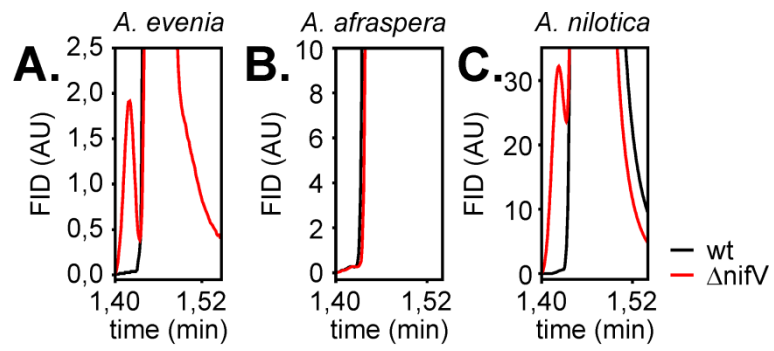 A. evenia
A. afraspera
A. nilotica
A.
B.
C.
FID (AU)
2,5
2,0
1,5
1,0
0,5
0,0
1,40
1,52
time (min)
FID (AU)
10
8
6
4
2
0
1,40
1,52
time (min)
FID (AU)
30
20
10
0
1,40
1,52
time (min)
wt
ΔnifV